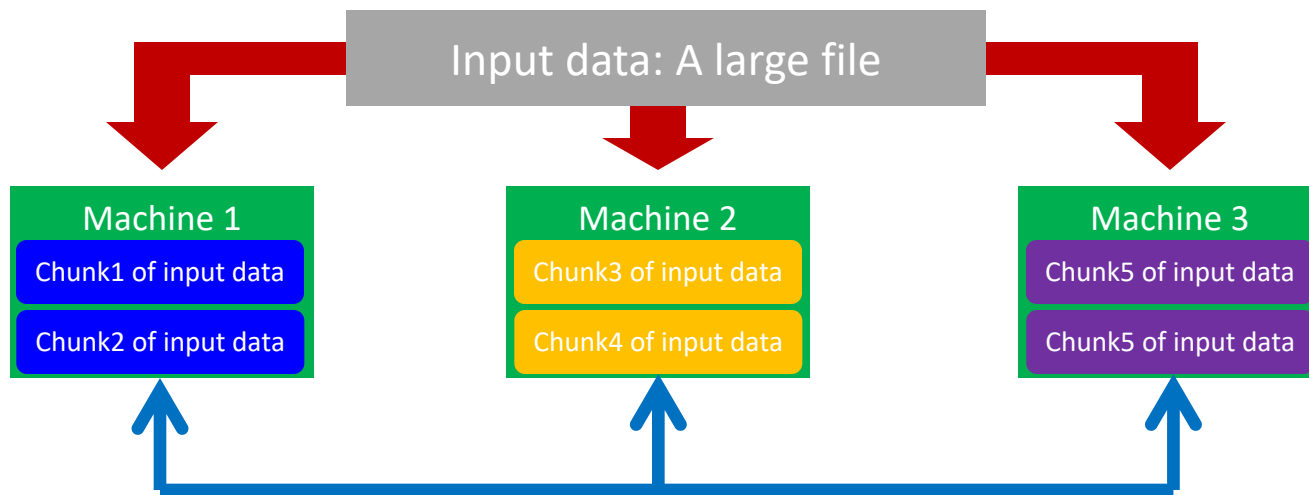 Input data: A large file
Machine 1
Chunk1 of input data
Chunk2 of input data
Machine 2
Chunk3 of input data
Chunk4 of input data
Machine 3
Chunk5 of input data
Chunk5 of input data